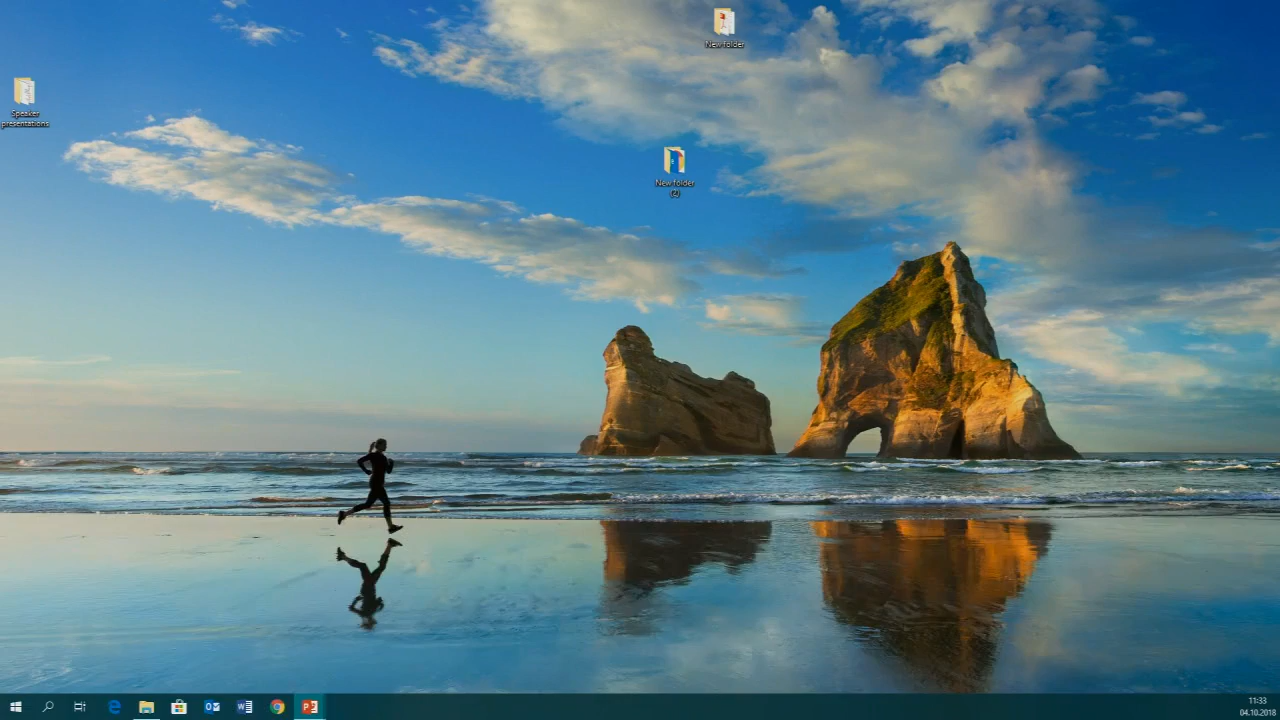 New folder
Speaker
presentations
New folder
(2)
11:33
04.10.2018